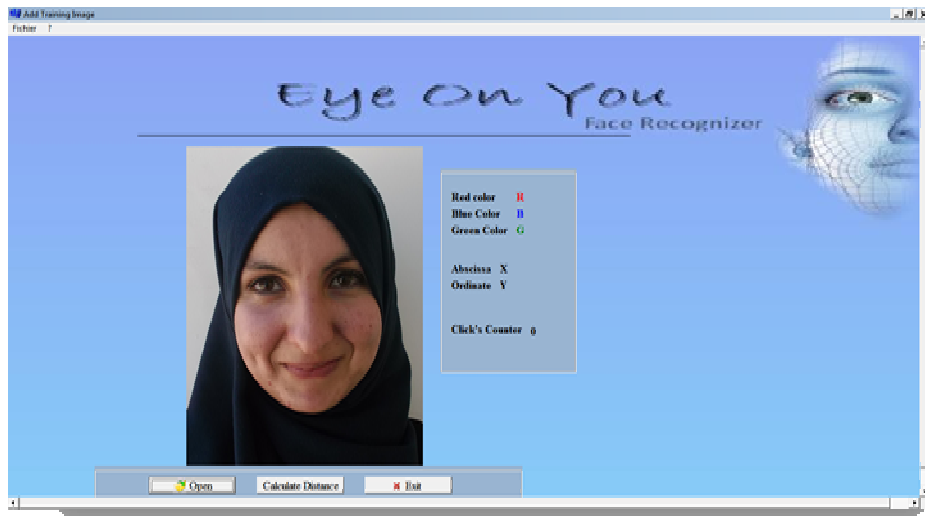 Add Training Image
Fichier ?
Eye On You
Face Recognizer
Red color R
Blue Color B
Green Color G
Abscissa X
Ordinate Y
Click's Counter 0
Open Calculate Distance Exit